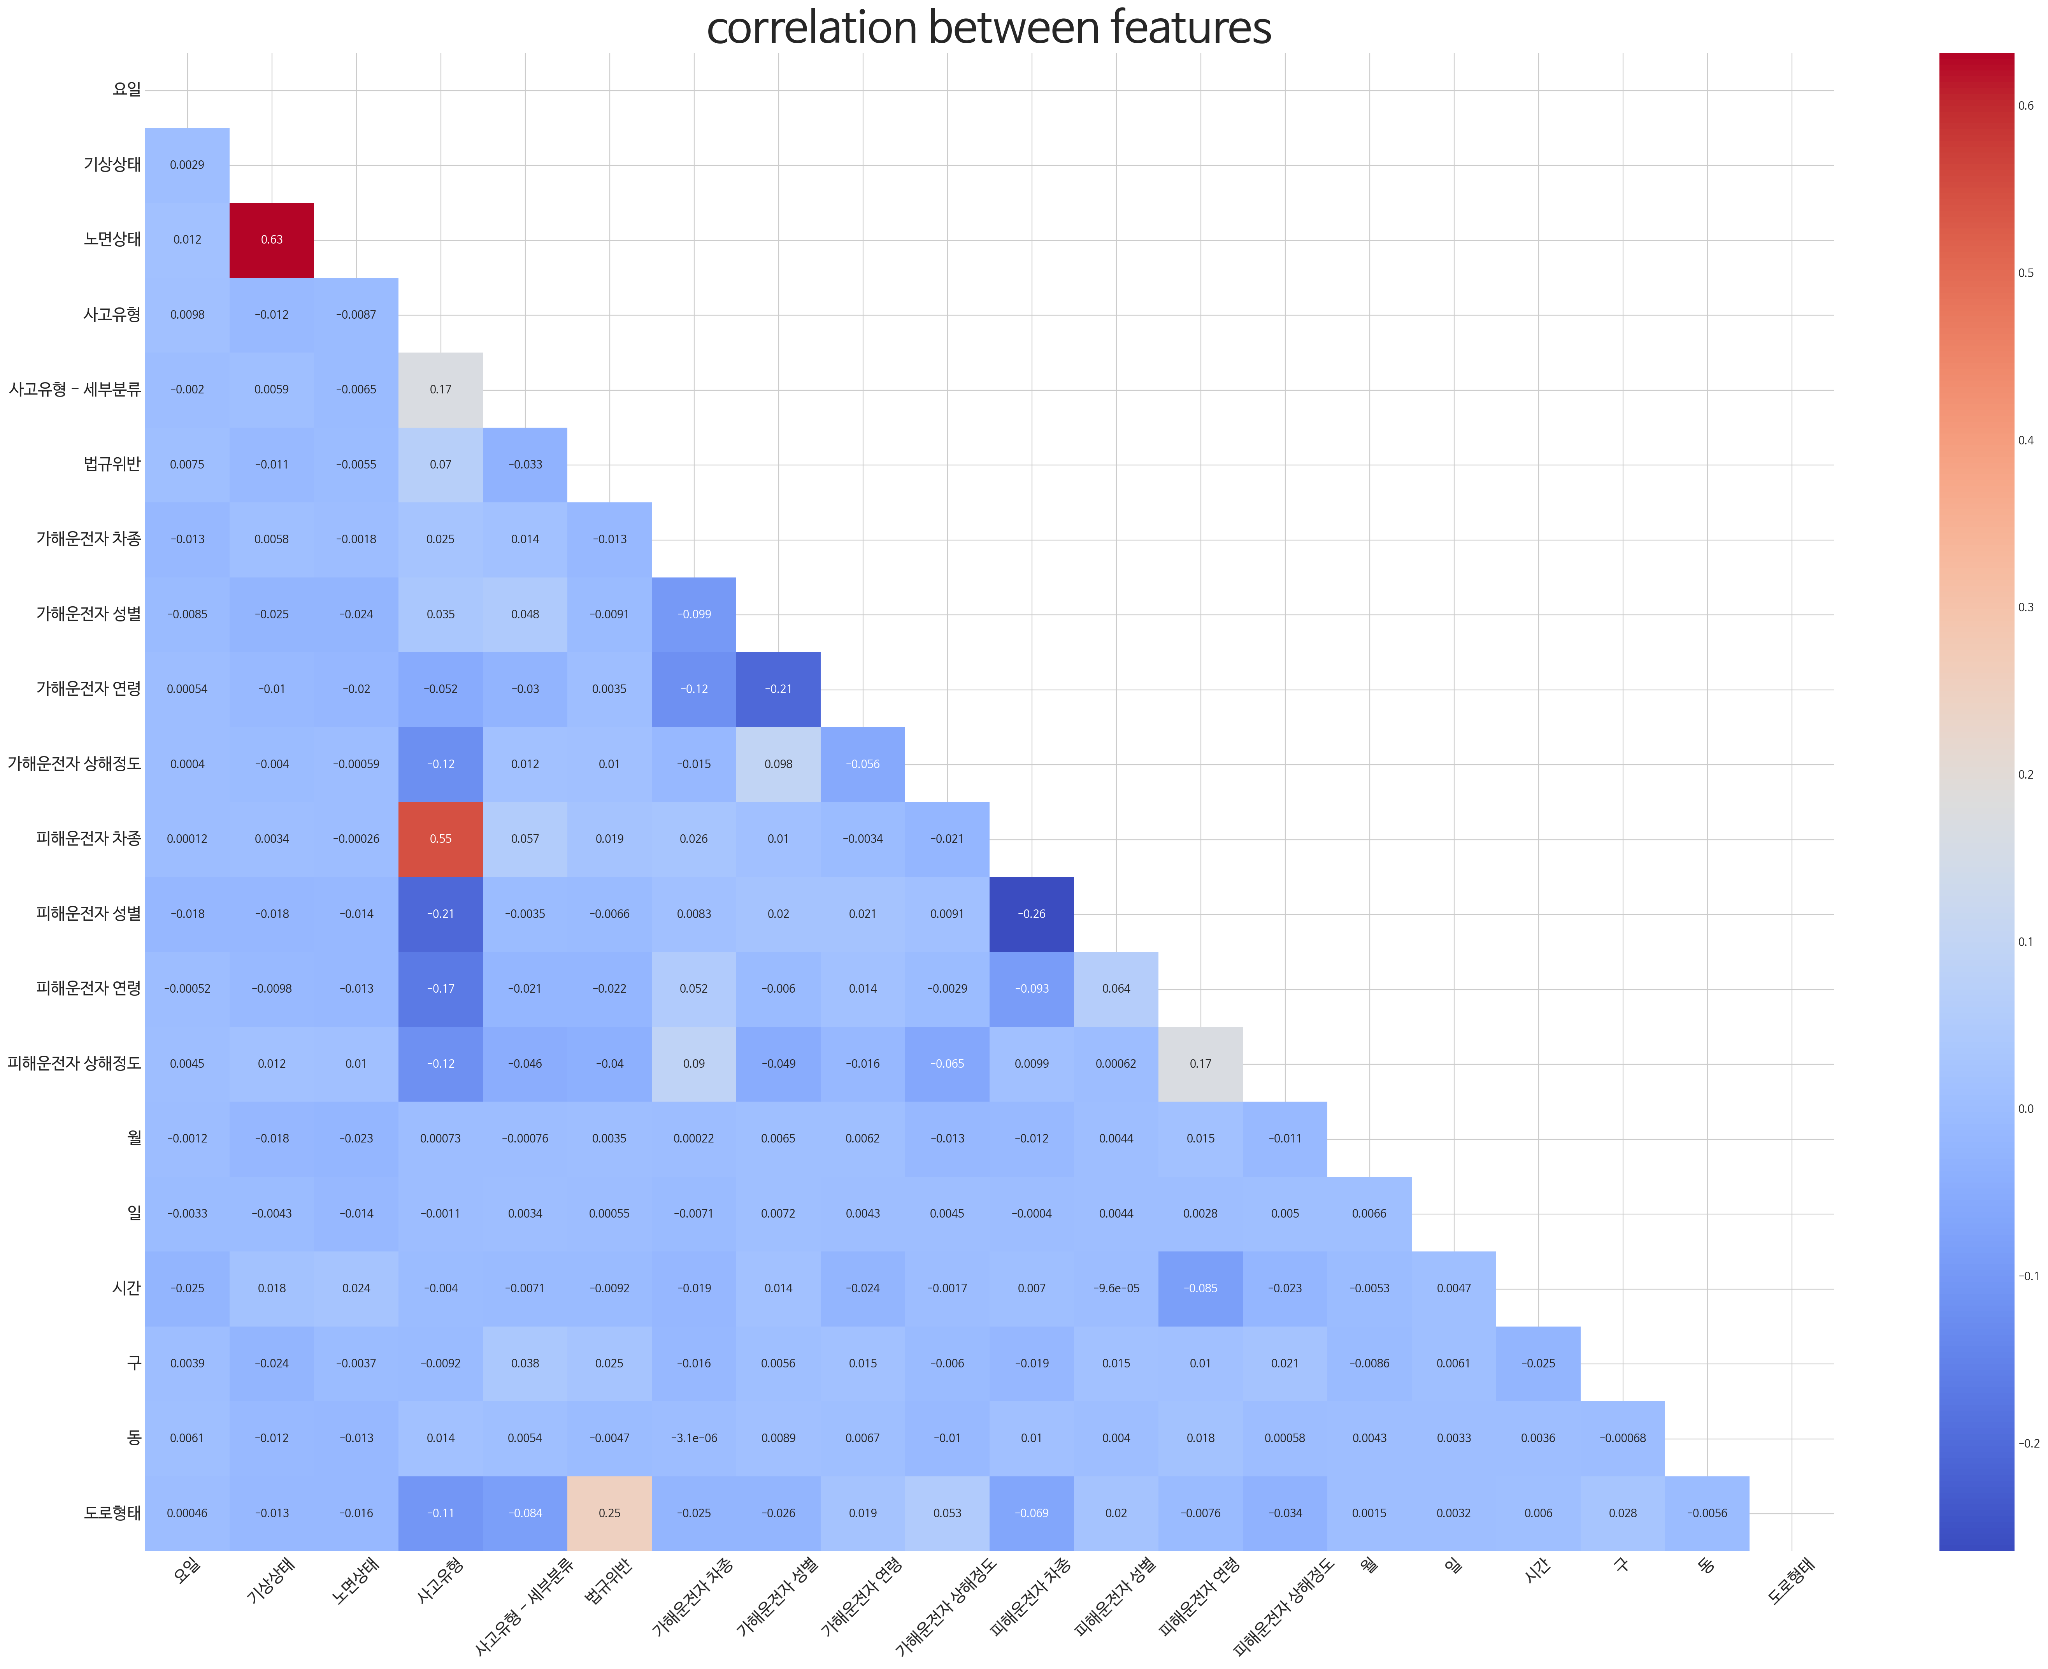 correlation between features
요일
기상상태
0.0029
노면상태
0.012 0.63
사고유형
0.0098 -0.012 -0.0087
사고유형 - 세부분류
-0.002 0.0059 -0.0065 0.17
법규위반
0.0075 -0.011 -0.0055 0.07 -0.033
가해운전자 차종
-0.013 0.0058 -0.0018 0.025 0.014 -0.013
가해운전자 성별
-0.0085 -0.025 -0.024 0.035 0.048 -0.0091 -0.099
가해운전자 연령
0.00054 -0.01 -0.02 -0.052 -0.03 0.0035 -0.12 -0.21
가해운전자 상해정도
0.0004 -0.004 -0.00059 -0.12 0.012 0.01 -0.015 0.098 -0.056
피해운전자 차종
0.00012 0.0034 -0.00026 0.55 0.057 0.019 0.026 0.01 -0.0034 -0.021
피해운전자 성별
-0.018 -0.018 -0.014 -0.21 -0.0035 -0.0066 0.0083 0.02 0.021 0.0091 -0.26
피해운전자 연령
-0.00052 -0.0098 -0.013 -0.17 -0.021 -0.022 0.052 -0.006 0.014 -0.0029 -0.093 0.064
피해운전자 상해정도
0.0045 0.012 0.01 -0.12 -0.046 -0.04 0.09 -0.049 -0.016 -0.065 0.0099 0.00062 0.17
월
-0.0012 -0.018 -0.023 0.00073 -0.00076 0.0035 0.00022 0.0065 0.0062 -0.013 -0.012 0.0044 0.015 -0.011
일
-0.0033 -0.0043 -0.014 -0.0011 0.0034 0.00055 -0.0071 0.0072 0.0043 0.0045 -0.0004 0.0044 0.0028 0.005 0.0066
시간
-0.025 0.018 0.024 -0.004 -0.0071 -0.0092 -0.019 0.014 -0.024 -0.0017 0.007 -9.6e-05 -0.085 -0.023 -0.0053 0.0047
구
0.0039 -0.024 -0.0037 -0.0092 0.038 0.025 -0.016 0.0056 0.015 -0.006 -0.019 0.015 0.01 0.021 -0.0086 0.0061 -0.025
동
0.0061 -0.012 -0.013 0.014 0.0054 -0.0047 -3.1e-06 0.0089 0.0067 -0.01 0.01 0.004 0.018 0.00058 0.0043 0.0033 0.0036 -0.00068
도로형태
0.00046 -0.013 -0.016 -0.11 -0.084 0.25 -0.025 -0.026 0.019 0.053 -0.069 0.02 -0.0076 -0.034 0.0015 0.0032 0.006 0.028 -0.0056
요일
기상상태
노면상태
사고유형
사고유형 - 세부분류
법규위반
가해운전자 차종
가해운전자 성별
가해운전자 연령
가해운전자 상해정도
피해운전자 차종
피해운전자 성별
피해운전자 연령
피해운전자 상해정도
월
일
시간
구
동
도로형태
0.6
0.5
0.4
0.3
0.2
0.1
0.0
-0.1
-0.2